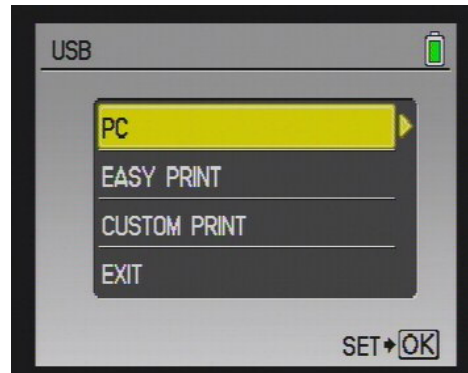 USB
PC
EASY PRINT
CUSTOM PRINT
EXIT
SET OK